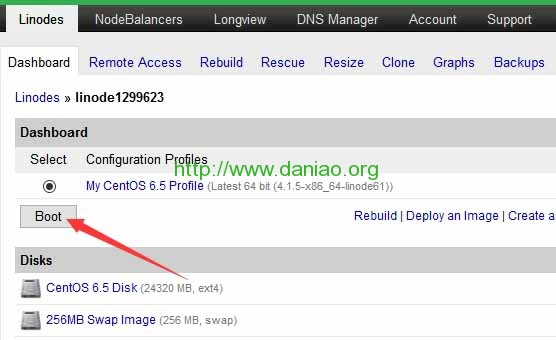 Linodes NodeBalancers Longview DNS Manager Account Support
Dashboard Remote Access Rebuild Rescue Resize Clone Graphs Backups
Linodes » linode1299623
Dashboard
Select Configuration Profiles
http://www.daniao.org
My CentOS 6.5 Profile (Latest 64 bit (4.1.5-x86_64-linode61))
Boot Rebuild | Deploy an Image | Create a
Disks
CentOS 6.5 Disk (24320 MB, ext4)
256MB Swap Image (256 MB, swap)